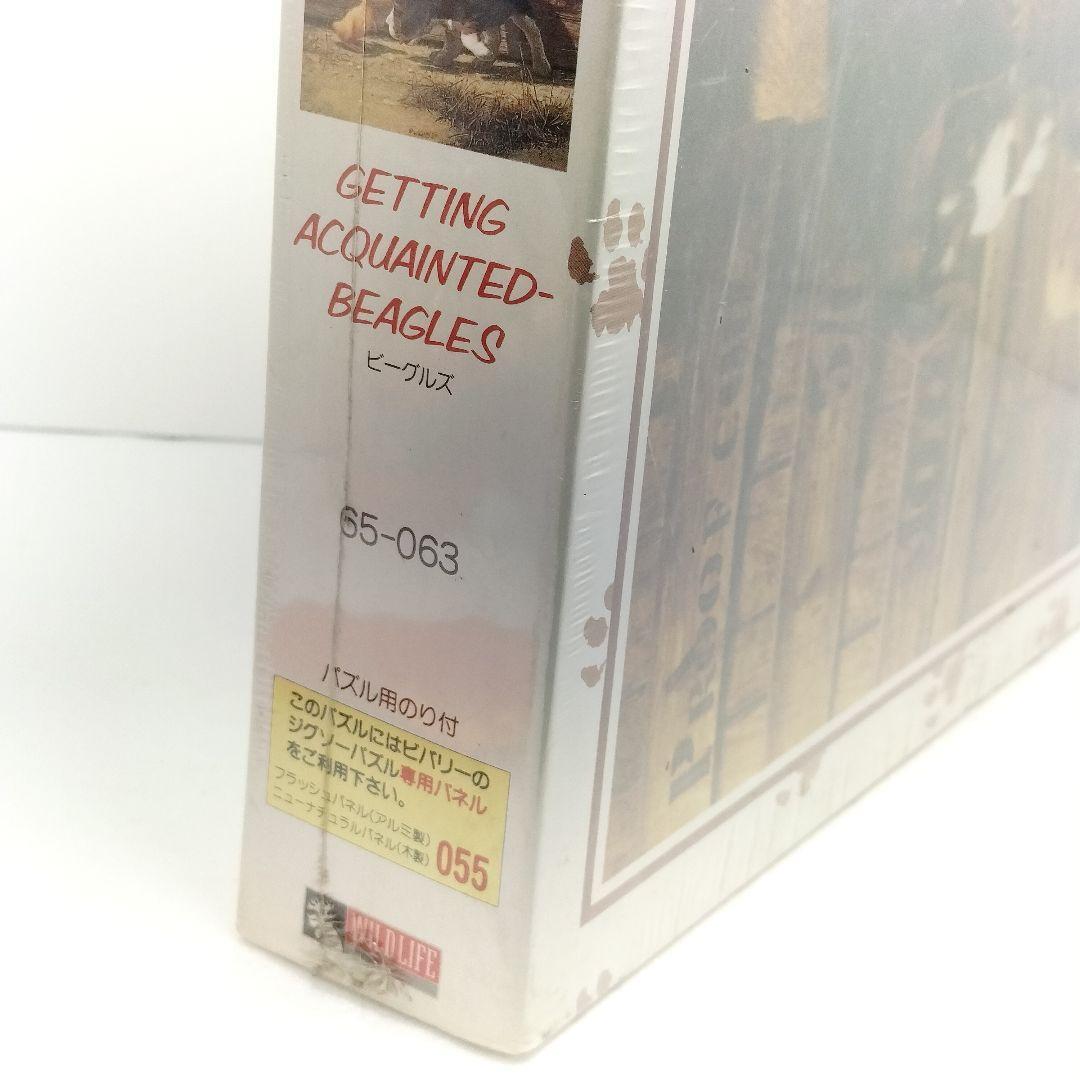 GETTING
ACQUAINTED-
BEAGLES
ビーグルズ
65-063
パズル用のり付
このパズルにはビバリーの
ジグソーパズル専用パネル
をご利用下さい。
フラッシュパネル(アルミ製)
ニューナチュラルパネル(木製)
055
WILDLIFE